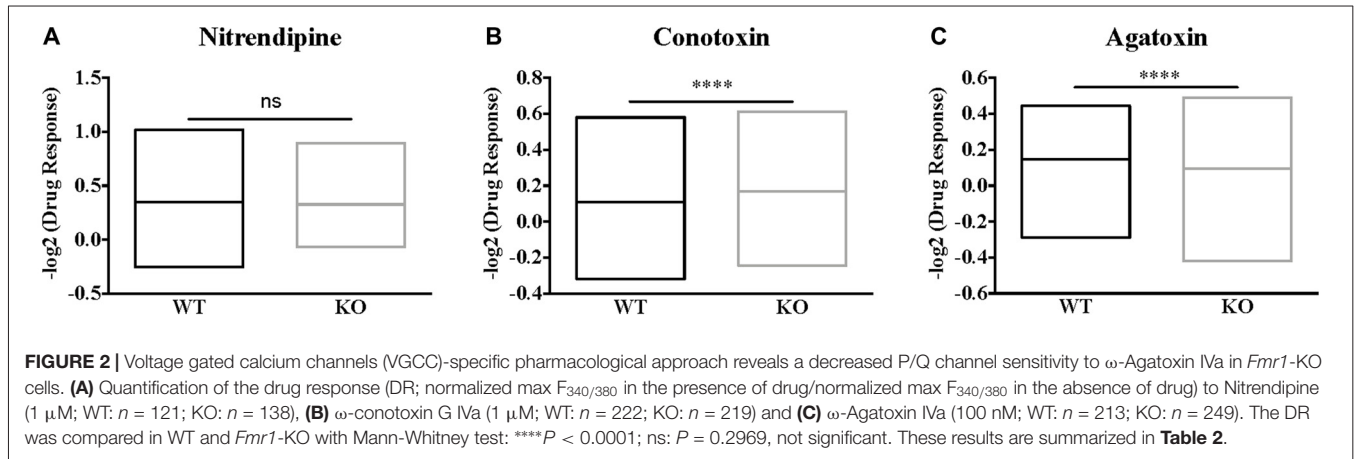 A Nitrendipine
-log2 (Drug Response)
1.5
1.0
0.5
0.0
-0.5
ns
WT KO
B Conotoxin
-log2 (Drug Response)
0.8
0.6
0.4
0.2
0.0
-0.2
-0.4
****
WT KO
C Agatoxin
-log2 (Drug Response)
0.6
0.4
0.2
0.0
-0.2
-0.4
-0.6
****
WT KO
FIGURE 2 | Voltage gated calcium channels (VGCC)-specific pharmacological approach reveals a decreased P/Q channel sensitivity to ω-Agatoxin IVa in Fmr1-KO
cells. (A) Quantification of the drug response (DR; normalized max F340/380 in the presence of drug/normalized max F340/380 in the absence of drug) to Nitrendipine
(1 μM; WT: n = 121; KO: n = 138), (B) ω-conotoxin G IVa (1 μM; WT: n = 222; KO: n = 219) and (C) ω-Agatoxin IVa (100 nM; WT: n = 213; KO: n = 249). The DR
was compared in WT and Fmr1-KO with Mann-Whitney test: ****P < 0.0001; ns: P = 0.2969, not significant. These results are summarized in Table 2.